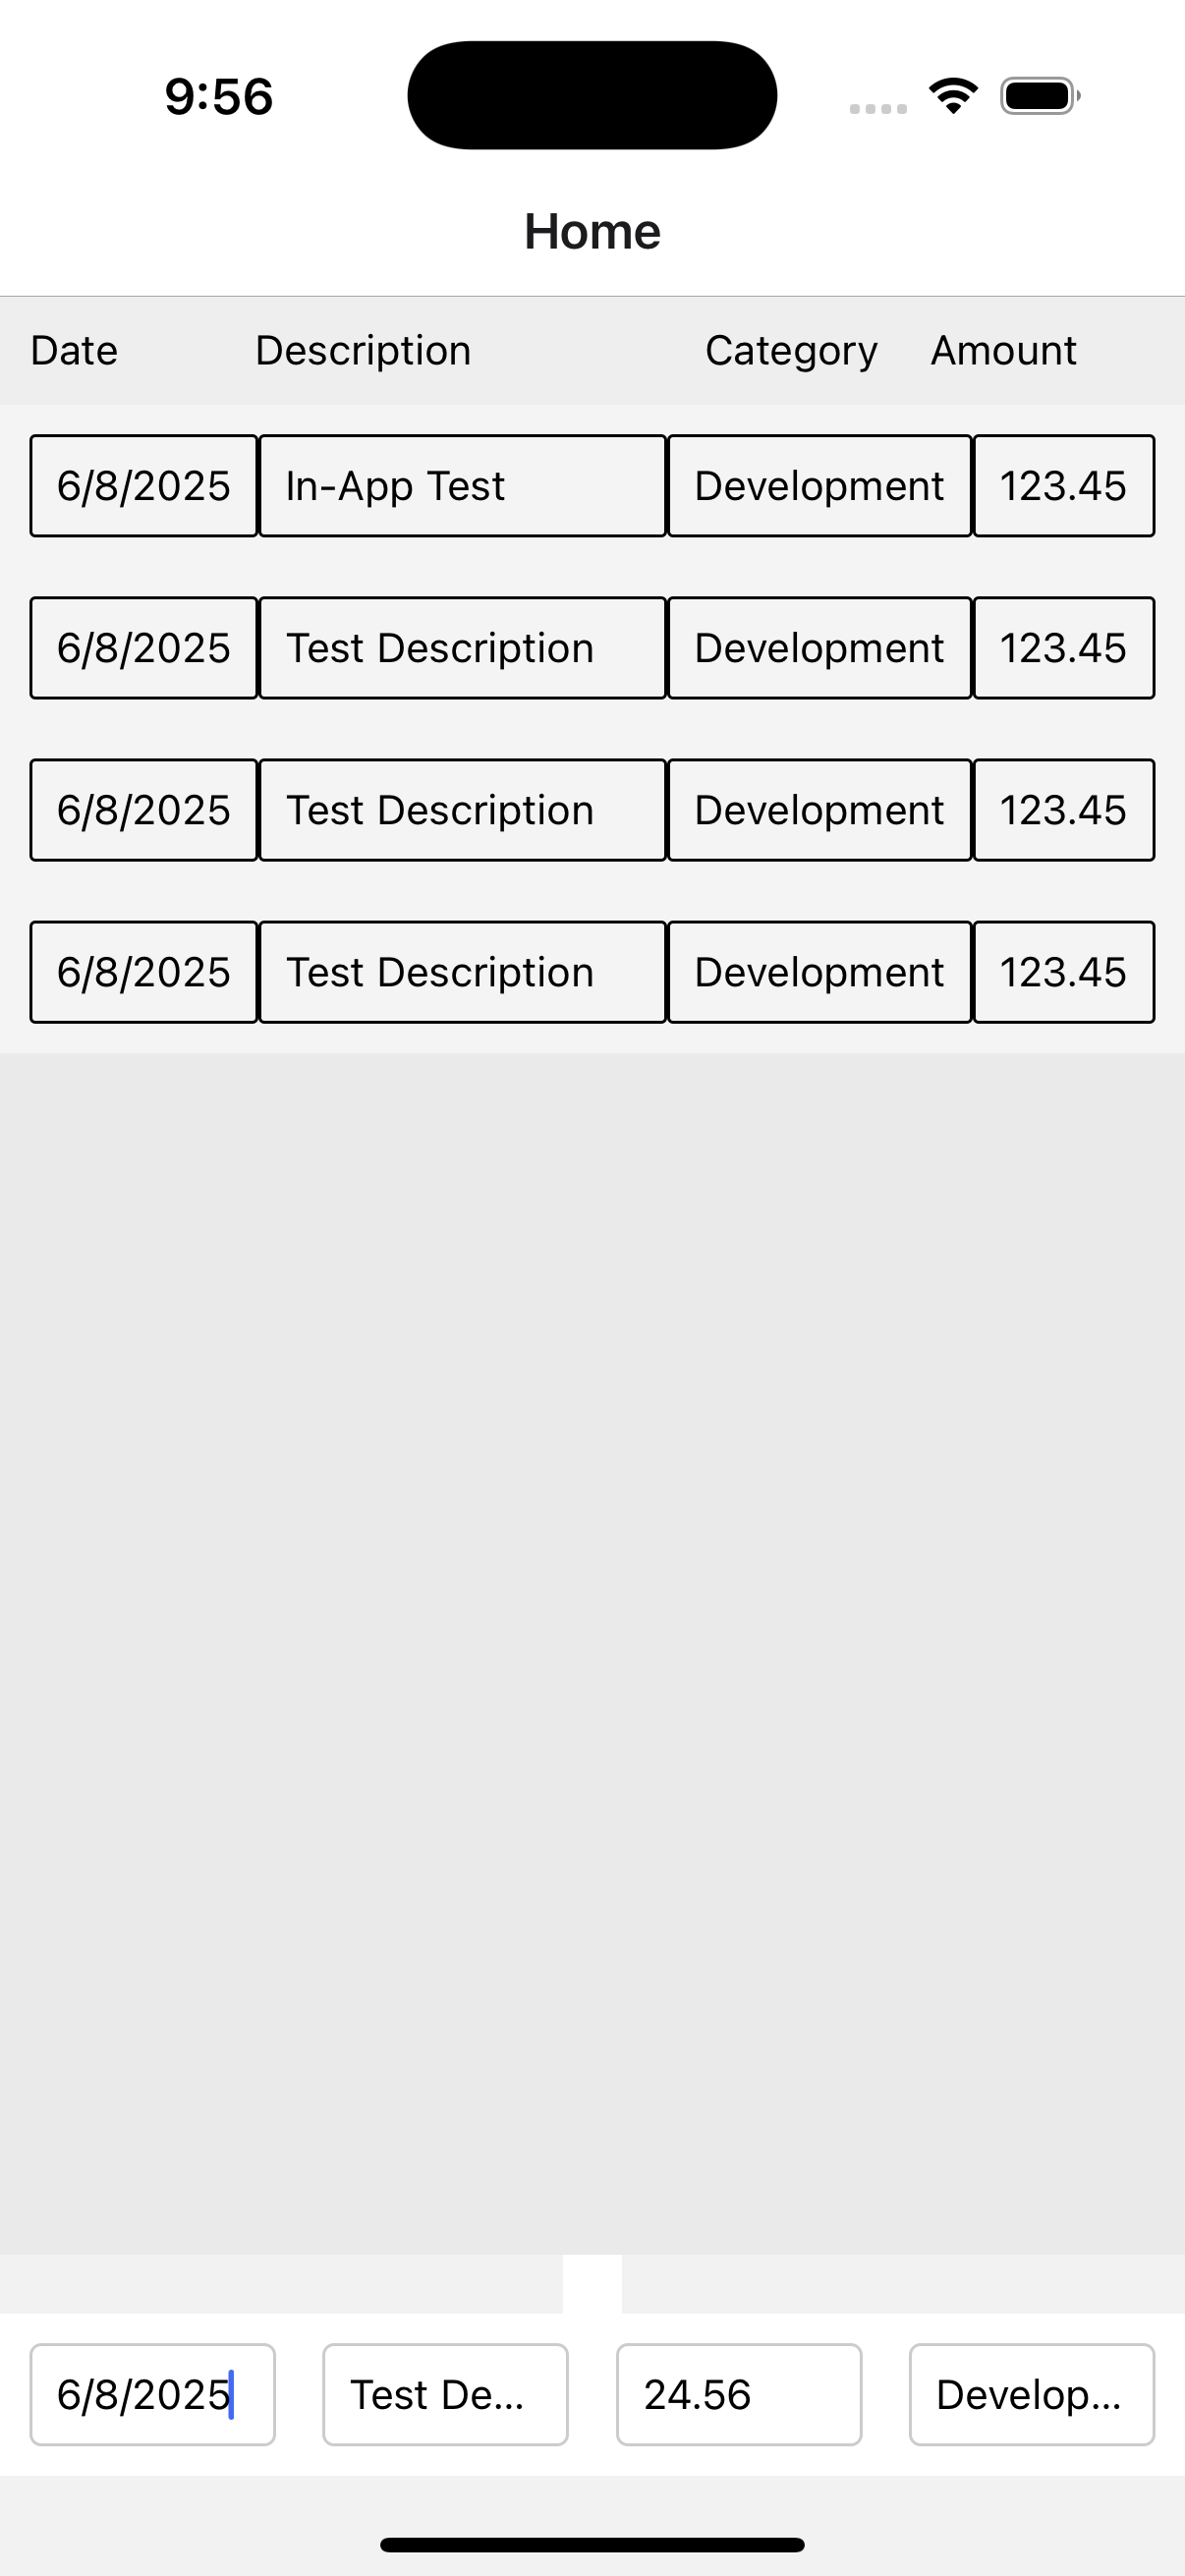 9:56
Home
Date Description Category Amount
6/8/2025 In-App Test Development 123.45
6/8/2025 Test Description Development 123.45
6/8/2025 Test Description Development 123.45
6/8/2025 Test Description Development 123.45
6/8/2025 Test De... 24.56 Develop...